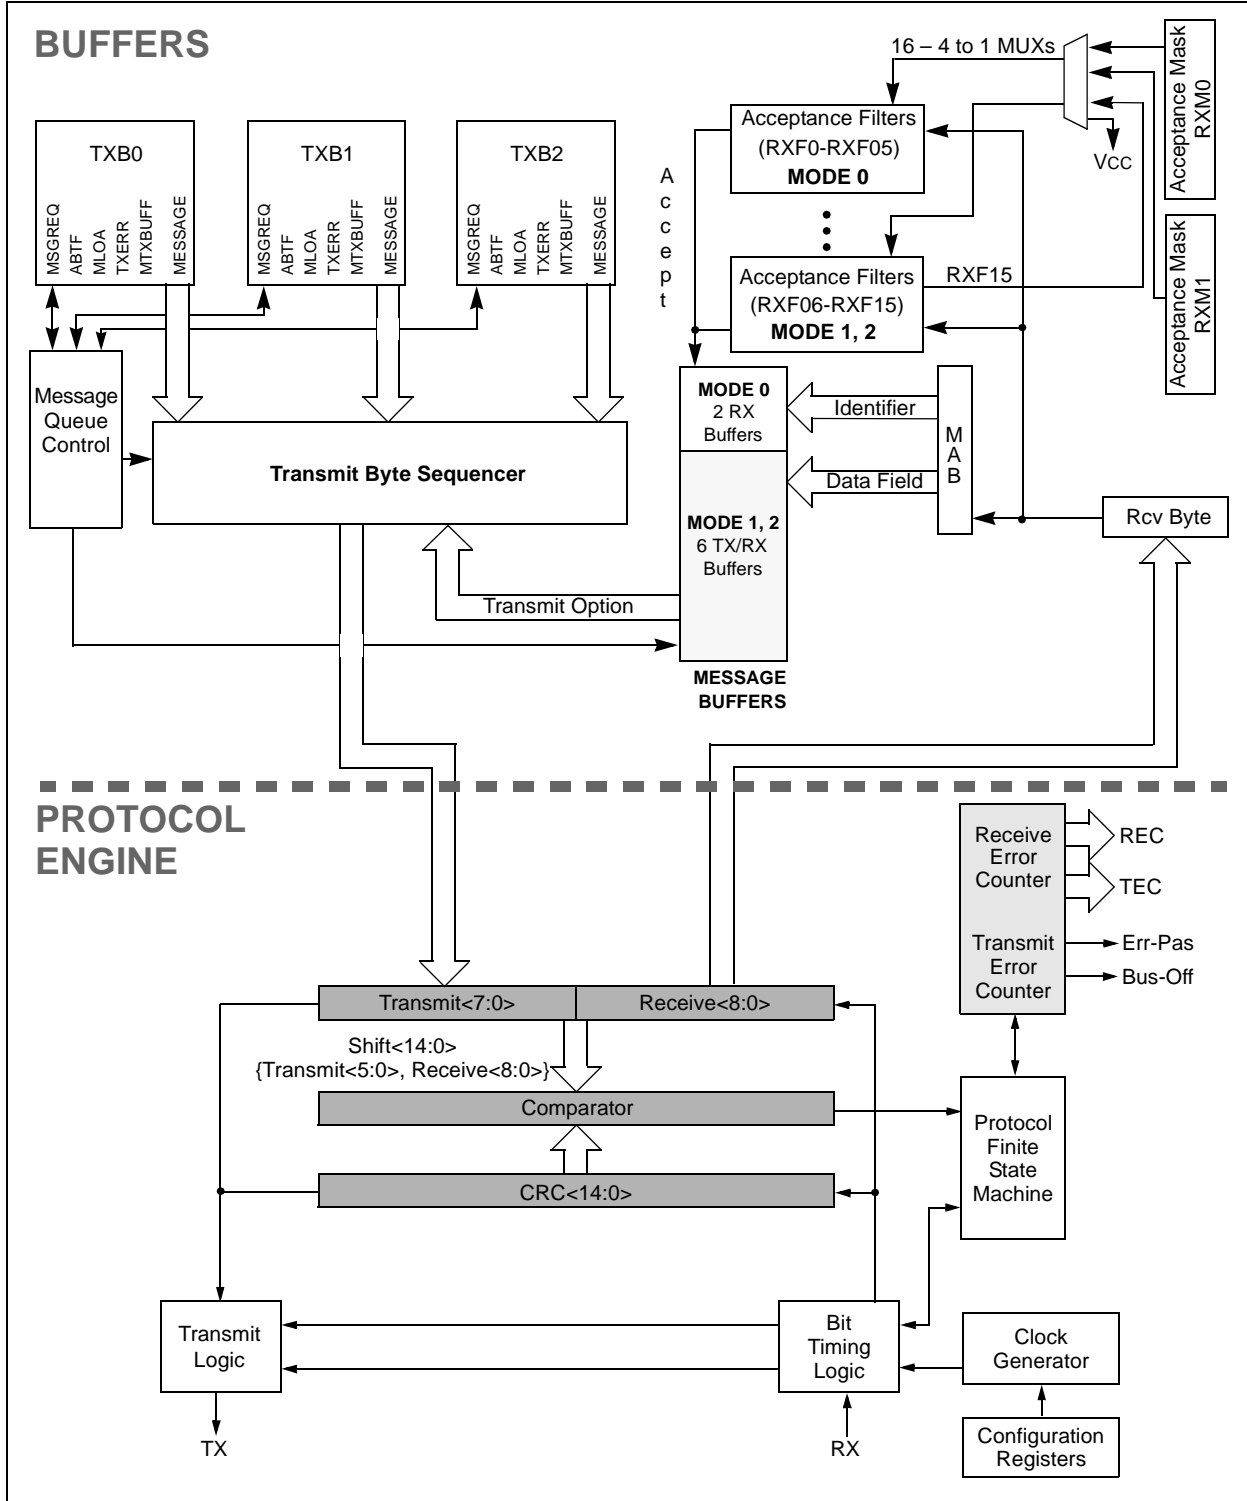 BUFFERS
16 – 4 to 1 MUXs
Acceptance Mask
RXM0
VCC
Acceptance Filters
(RXF0-RXF05)
MODE 0
TXB0
MSGREQ
ABTF
MLOA
TXERR
MTXBUFF
MESSAGE
TXB1
MSGREQ
ABTF
MLOA
TXERR
MTXBUFF
MESSAGE
TXB2
MSGREQ
ABTF
MLOA
TXERR
MTXBUFF
MESSAGE
Accept
Acceptance Filters
(RXF06-RXF15)
MODE 1, 2
RXF15
Acceptance Mask
RXM1
Message
Queue
Control
Transmit Byte Sequencer
MODE 0
2 RX
Buffers
Identifier
Data Field
MAB
MODE 1, 2
6 TX/RX
Buffers
Rcv Byte
Transmit Option
MESSAGE
BUFFERS
PROTOCOL
ENGINE
Receive
Error
Counter
REC
TEC
Transmit
Error
Counter
Err-Pas
Bus-Off
Transmit<7:0>
Receive<8:0>
Shift<14:0>
{Transmit<5:0>, Receive<8:0>}
Comparator
CRC<14:0>
Protocol
Finite
State
Machine
Transmit
Logic
Bit
Timing
Logic
Clock
Generator
TX
RX
Configuration
Registers